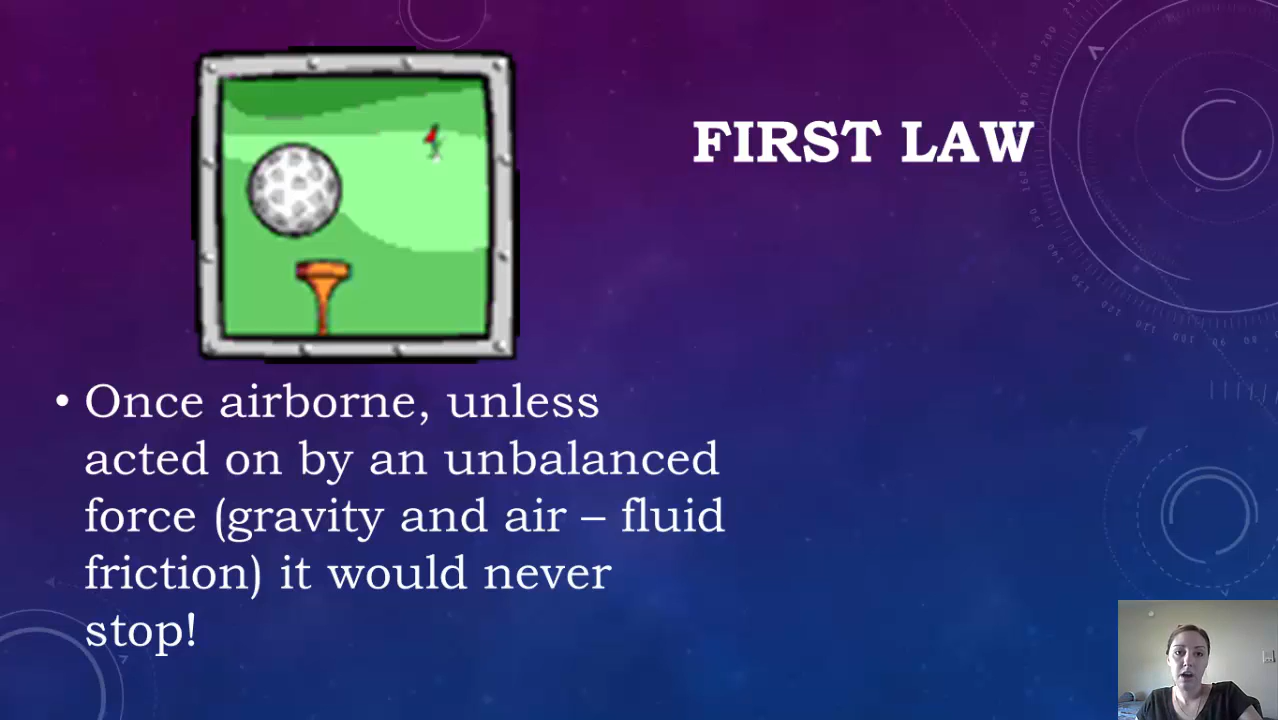 FIRST LAW
• Once airborne, unless
acted on by an unbalanced
force (gravity and air – fluid
friction) it would never
stop!